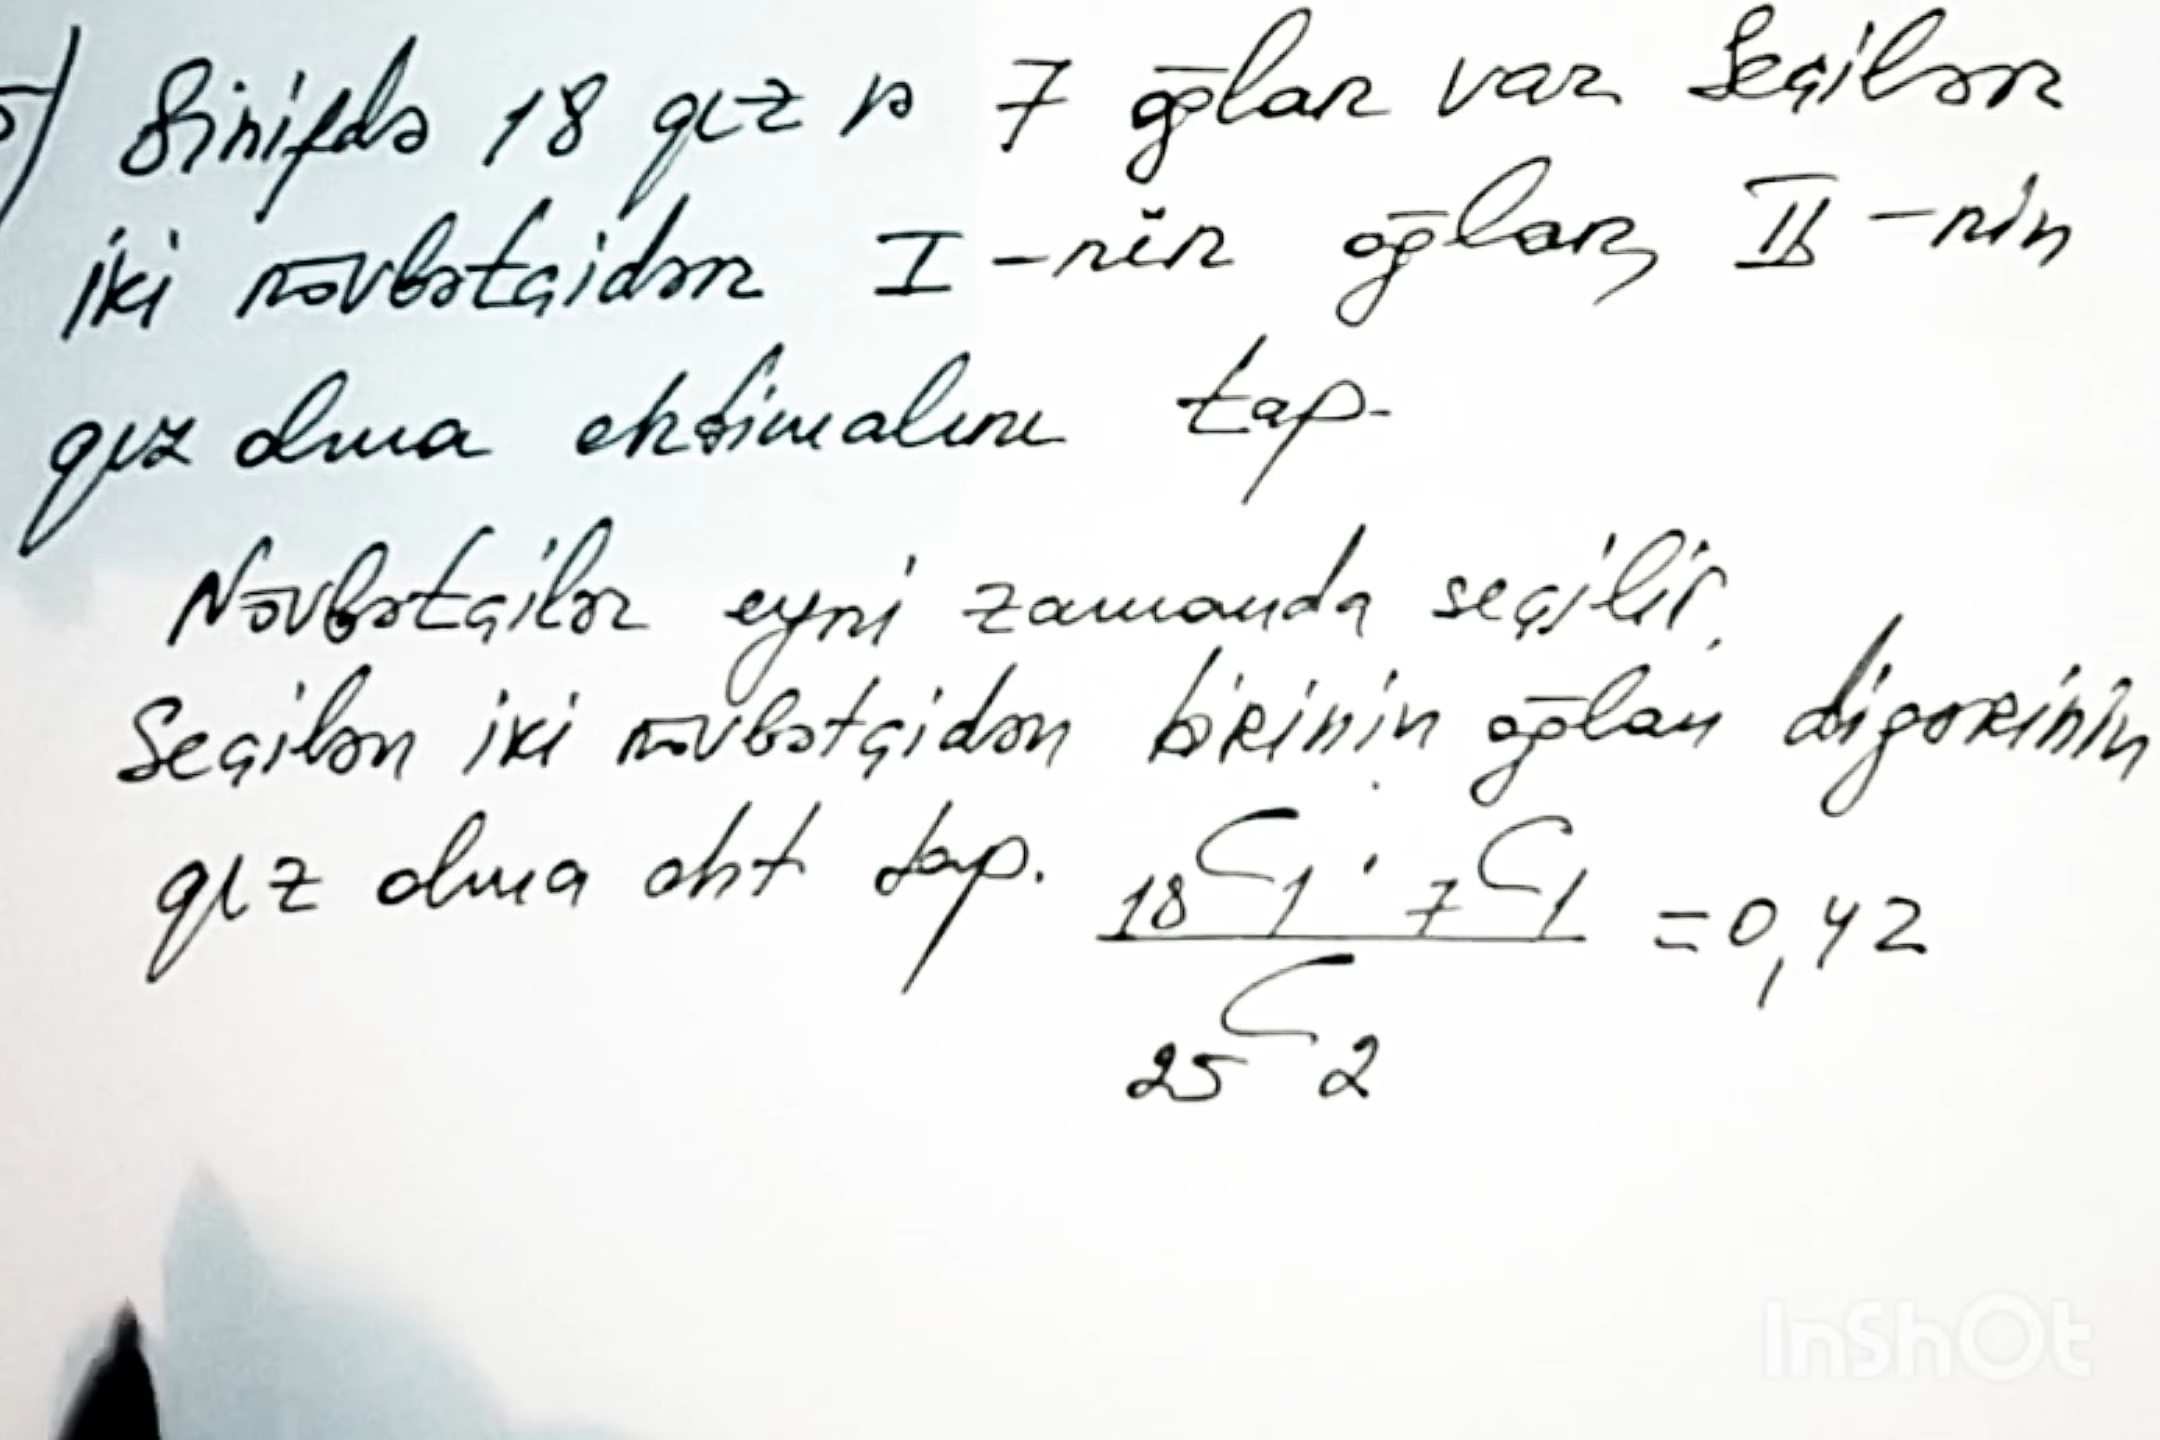 5) Sinifdə 18 qız və 7 oğlan var Seçilən
iki növbətçidən I-nin oğlan, II-nin
qız olma ehtimalını tap.
Növbətçilər eyni zamanda seçilir.
Seçilən iki növbətçidən birinin oğlan digərinin
qız olma eht tap. 18C1 · 7C1 = 0,42
25C2
InShOt